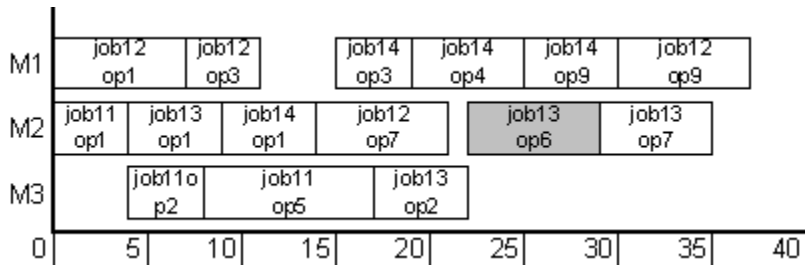 job12 job12 job14 job14 job14 job12
M1
op1 op3 op3 op4 op9 op9
job11 job13 job14 job12 job13 job13
M2
op1 op1 op1 op7 op6 op7
job11o job11 job13
M3
p2 op5 op2
0 5 10 15 20 25 30 35 40